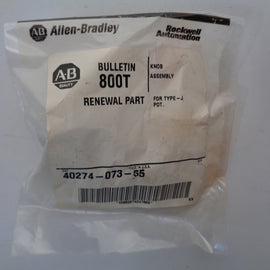 Allen-Bradley
Rockwell Automation
AB
BULLETIN
800T
RENEWAL PART
KNOB
ASSEMBLY
FOR TYPE-J
POT.
40274-073-55